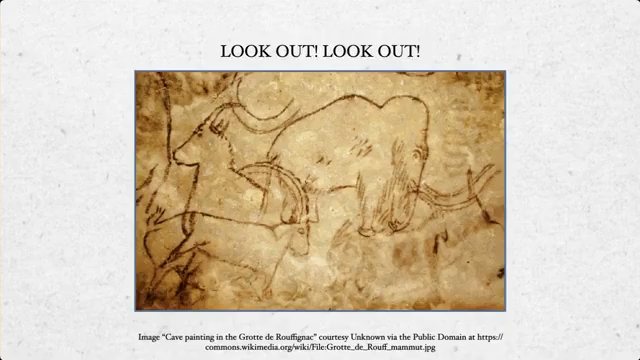 LOOK OUT! LOOK OUT!
Image “Cave painting in the Grotte de Rouffignac” courtesy Unknown via the Public Domain at https://
commons.wikimedia.org/wiki/File:Grotte_de_Rouff_mammut.jpg